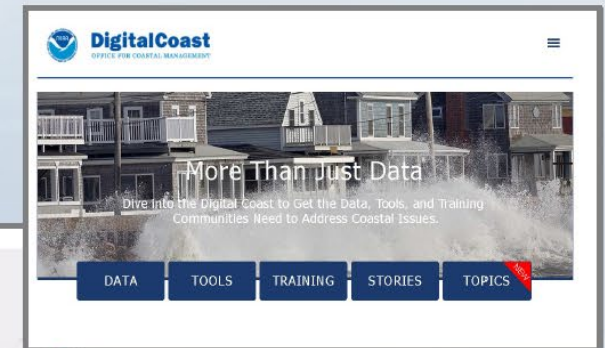 NOAA
DigitalCoast
OFFICE FOR COASTAL MANAGEMENT
More Than Just Data
Dive into the Digital Coast to Get the Data, Tools, and Training
Communities Need to Address Coastal Issues.
DATA
TOOLS
TRAINING
STORIES
TOPICS
NEW